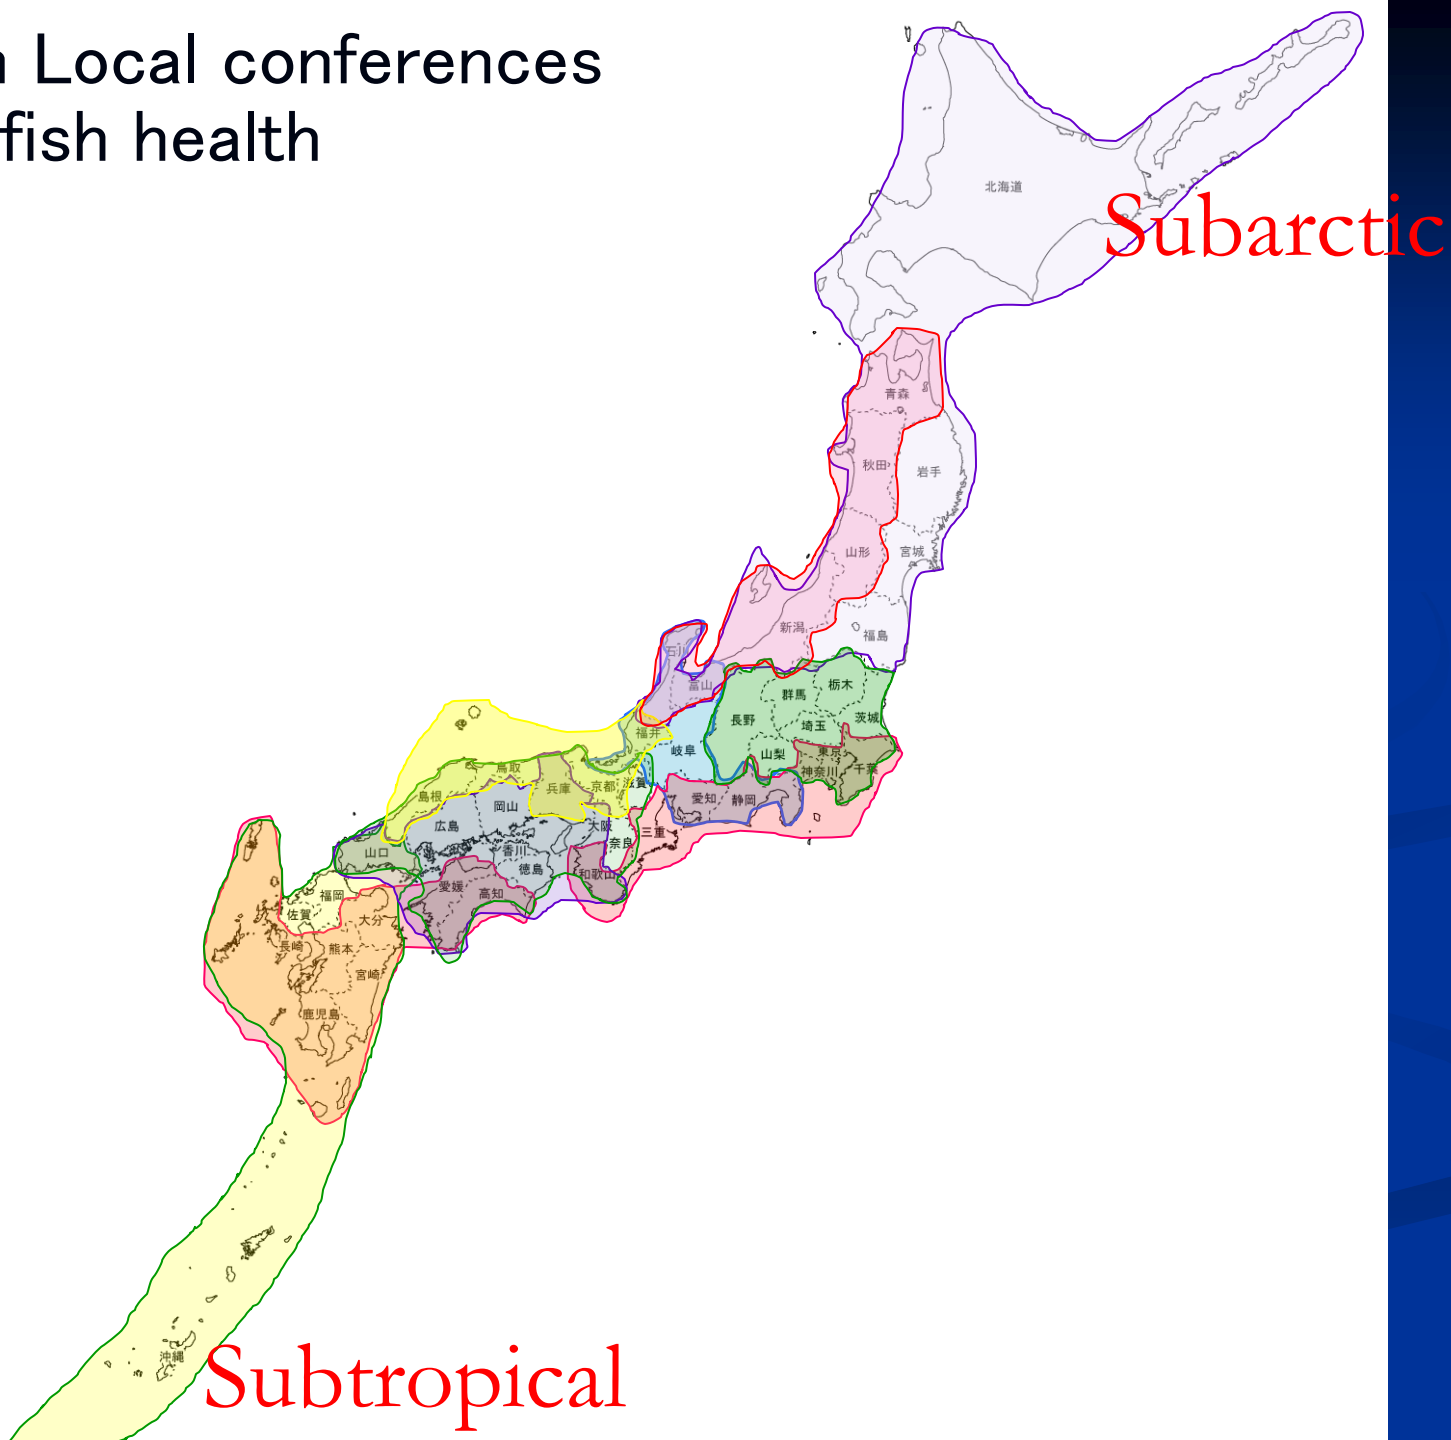 Local conferences
fish health
北海道
Subarctic
青森
秋田
岩手
山形
宮城
新潟
福島
石川
富山
群馬
栃木
長野
埼玉
茨城
福井
岐阜
山梨
東京
神奈川
千葉
鳥取
島根
兵庫
京都
滋賀
愛知
静岡
岡山
広島
大阪
奈良
三重
山口
香川
徳島
和歌山
愛媛
高知
福岡
佐賀
大分
長崎
熊本
宮崎
鹿児島
沖縄
Subtropical